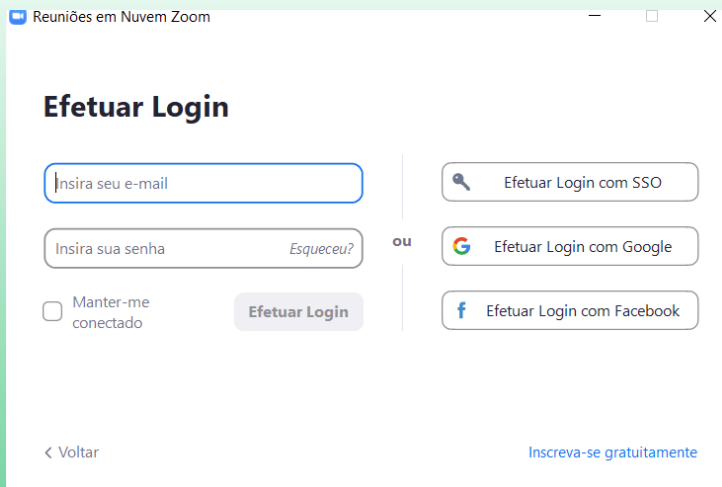 Reuniões em Nuvem Zoom
Efetuar Login
Insira seu e-mail
Insira sua senha
Esqueceu?
Manter-me
conectado
Efetuar Login
ou
Efetuar Login com SSO
Efetuar Login com Google
Efetuar Login com Facebook
Voltar
Inscreva-se gratuitamente